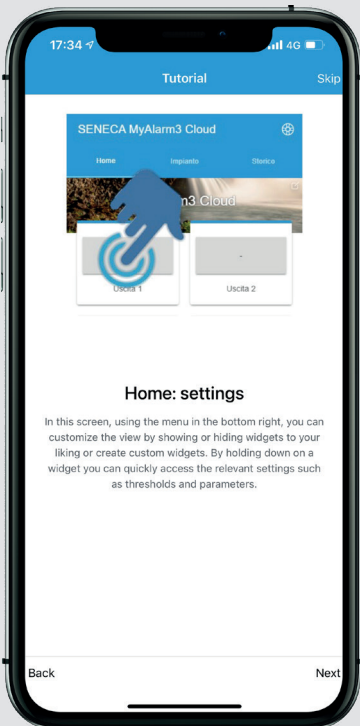 17:34
4G
Tutorial
Skip
SENECA MyAlarm3 Cloud
Home
Impianto
Storico
m3 Cloud
Uscita 1
-
Uscita 2
Home: settings
In this screen, using the menu in the bottom right, you can
customize the view by showing or hiding widgets to your
liking or create custom widgets. By holding down on a
widget you can quickly access the relevant settings such
as thresholds and parameters.
Back
Next